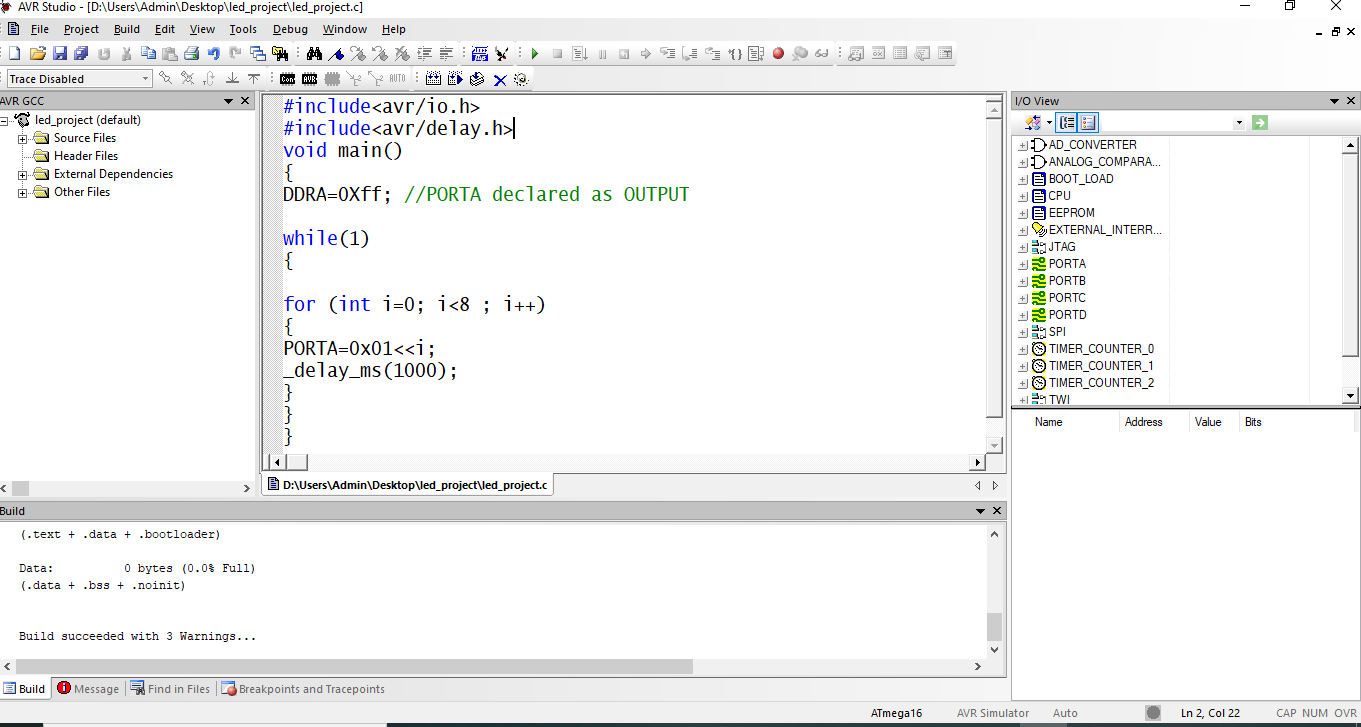 AVR Studio - [D:\Users\Admin\Desktop\led_project\led_project.c]
File Project Build Edit View Tools Debug Window Help
Trace Disabled
Con AVR AUTO
AVR GCC
led_project (default)
Source Files
Header Files
External Dependencies
Other Files
#include<avr/io.h>
#include<avr/delay.h>
void main()
{
DDRA=0Xff; //PORTA declared as OUTPUT
while(1)
{
for (int i=0; i<8 ; i++)
{
PORTA=0x01<<i;
_delay_ms(1000);
}
}
}
D:\Users\Admin\Desktop\led_project\led_project.c
I/O View
AD_CONVERTER
ANALOG_COMPARA...
BOOT_LOAD
CPU
EEPROM
EXTERNAL_INTERR...
JTAG
PORTA
PORTB
PORTC
PORTD
SPI
TIMER_COUNTER_0
TIMER_COUNTER_1
TIMER_COUNTER_2
TWI
Name Address Value Bits
Build
(.text + .data + .bootloader)
Data: 0 bytes (0.0% Full)
(.data + .bss + .noinit)
Build succeeded with 3 Warnings...
Build Message Find in Files Breakpoints and Tracepoints
ATmega16 AVR Simulator Auto Ln 2, Col 22 CAP NUM OVR